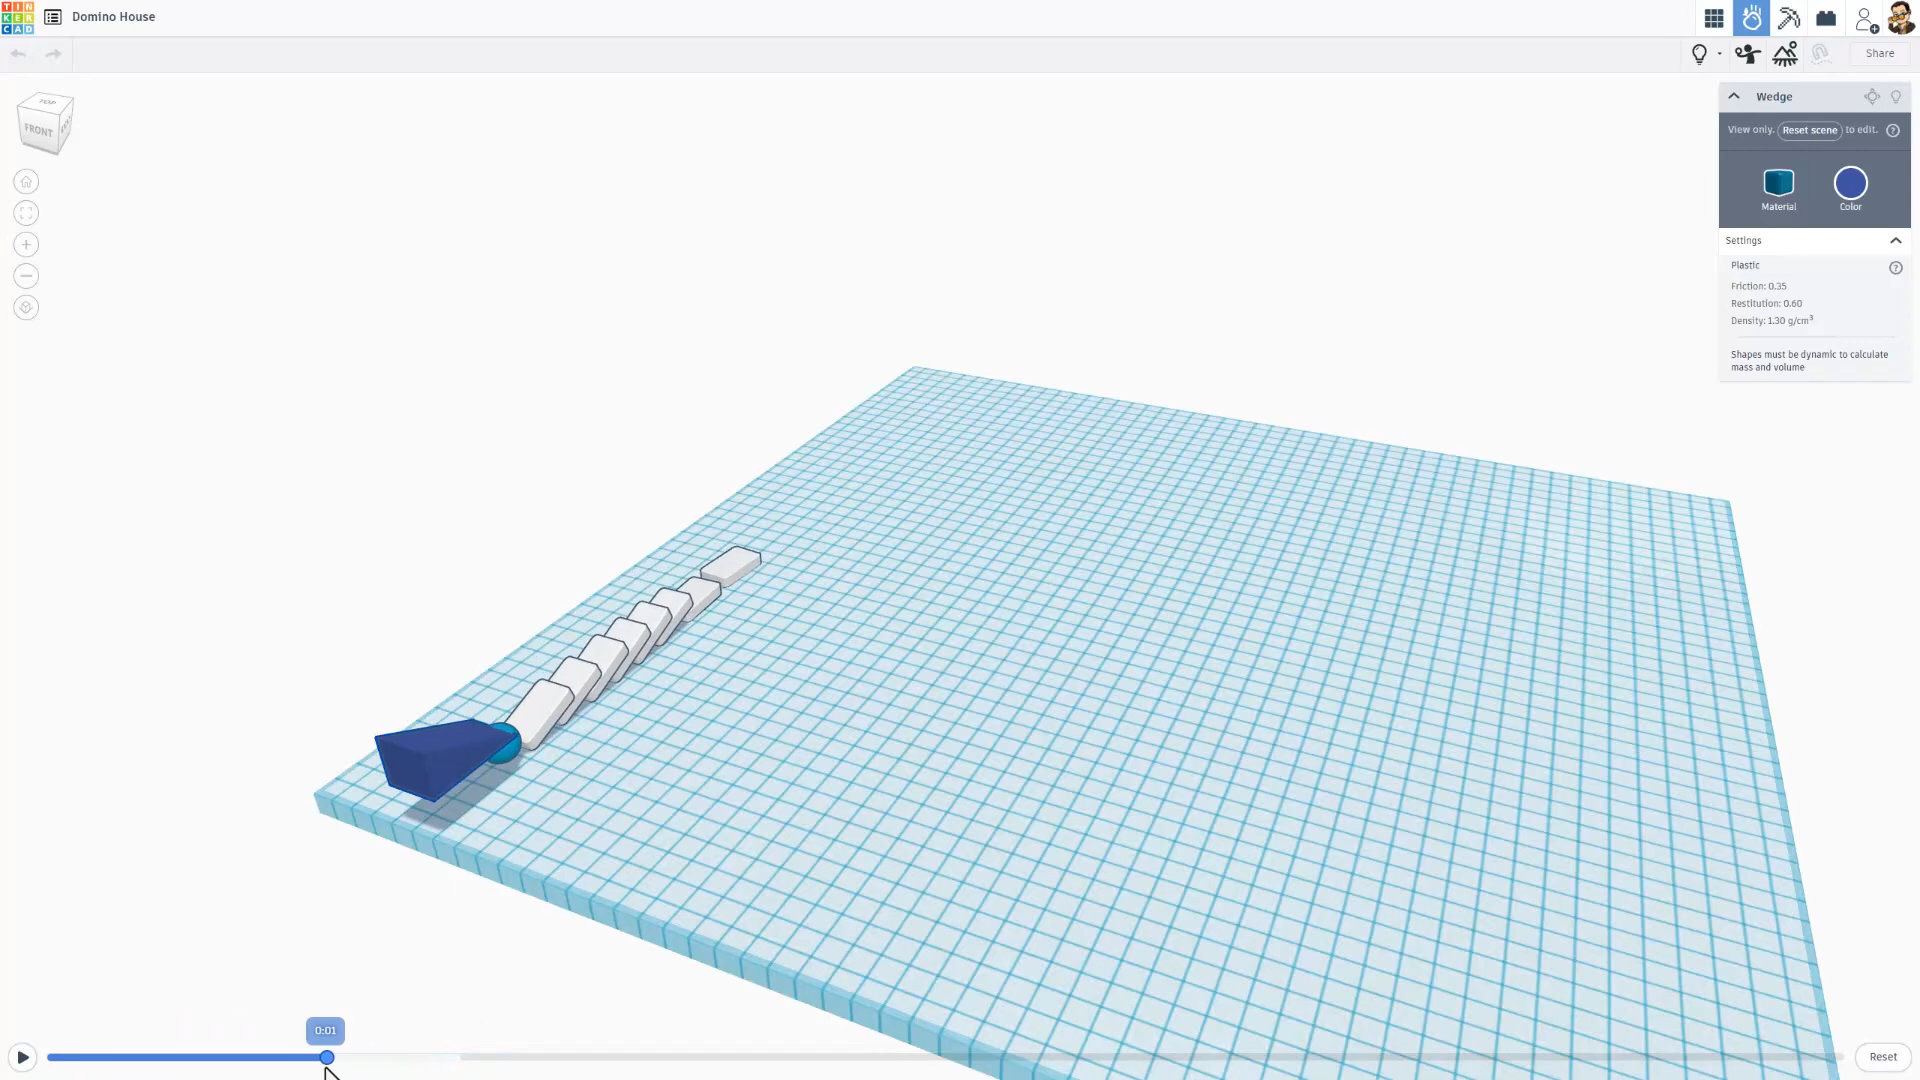 TIN
KER
CAD
Domino House
Share
TOP
FRONT
Wedge
View only. Reset scene to edit. ?
Material
Color
Settings
Plastic
?
Friction: 0.35
Restitution: 0.60
Density: 1.30 g/cm³
Shapes must be dynamic to calculate
mass and volume
0:01
Reset